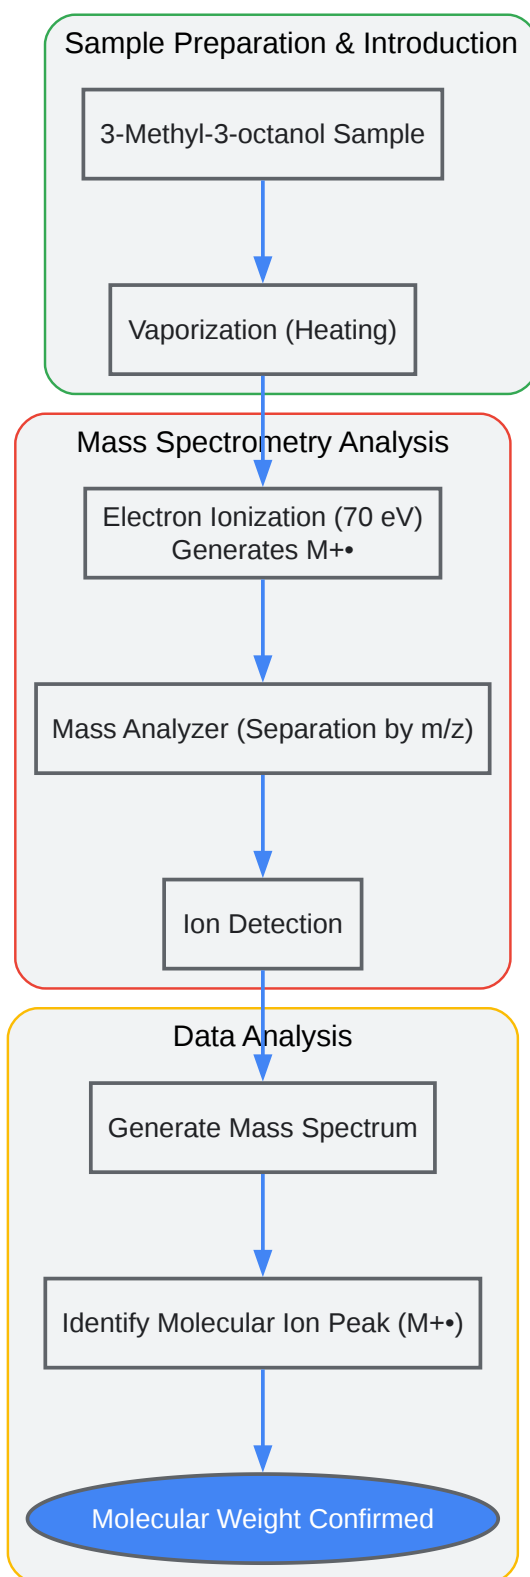 Sample Preparation & Introduction
3-Methyl-3-octanol Sample
Vaporization (Heating)
Mass Spectrometry Analysis
Electron Ionization (70 eV)
Generates M+•
Mass Analyzer (Separation by m/z)
Ion Detection
Data Analysis
Generate Mass Spectrum
Identify Molecular Ion Peak (M+•)
Molecular Weight Confirmed